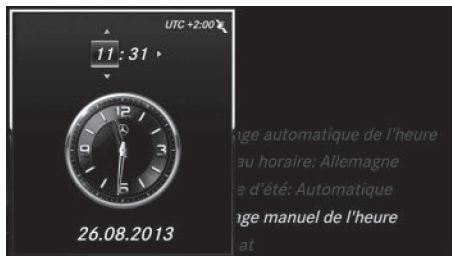 UTC +2:00
11:31
12
3
6
9
26.08.2013
nge automatique de l'heure
au horaire: Allemagne
e d'été: Automatique
ge manuel de l'heure
at